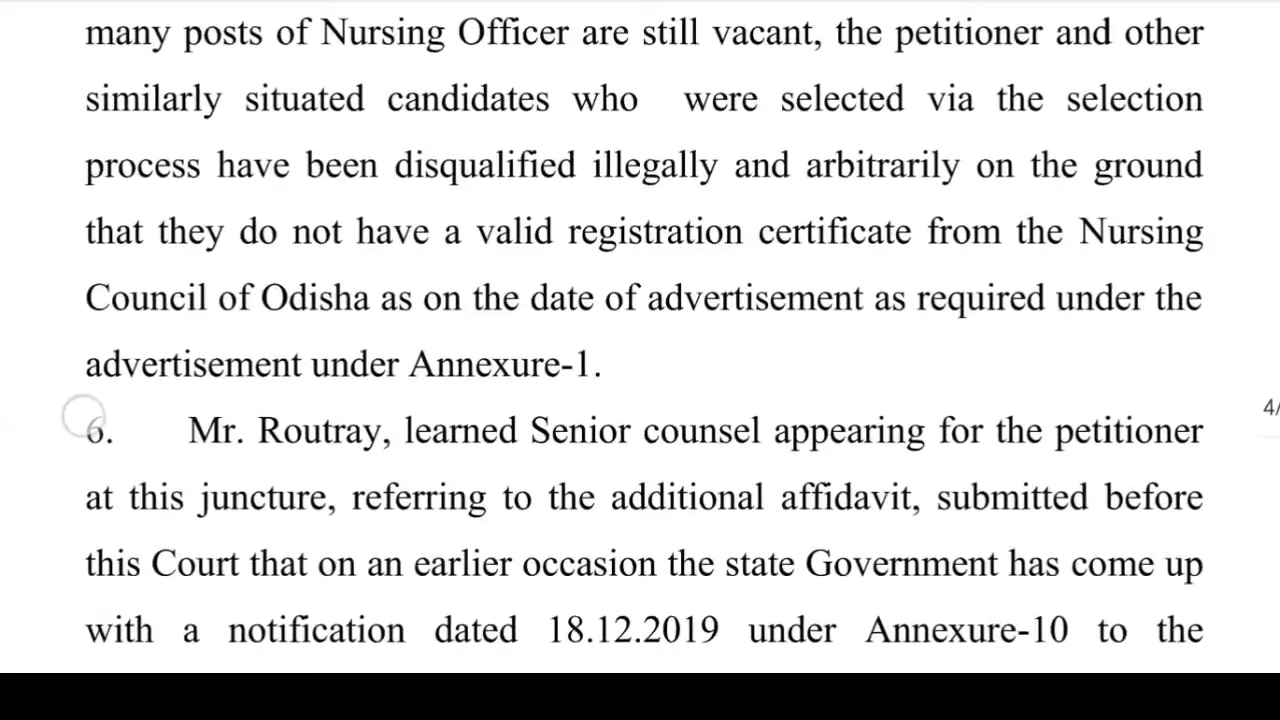 many posts of Nursing Officer are still vacant, the petitioner and other
similarly situated candidates who were selected via the selection
process have been disqualified illegally and arbitrarily on the ground
that they do not have a valid registration certificate from the Nursing
Council of Odisha as on the date of advertisement as required under the
advertisement under Annexure-1.
6. Mr. Routray, learned Senior counsel appearing for the petitioner
4/
at this juncture, referring to the additional affidavit, submitted before
this Court that on an earlier occasion the state Government has come up
with a notification dated 18.12.2019 under Annexure-10 to the